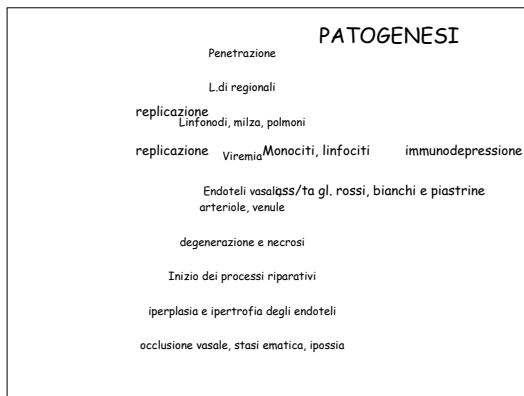 PATOGENESI
Penetrazione
L.di regionali
replicazione
Linfonodi, milza, polmoni
replicazione Viremia Monociti, linfociti immunodepressione
Endoteli vasali ass/ta gl. rossi, bianchi e piastrine
arteriole, venule
degenerazione e necrosi
Inizio dei processi riparativi
iperplasia e ipertrofia degli endoteli
occlusione vasale, stasi ematica, ipossia